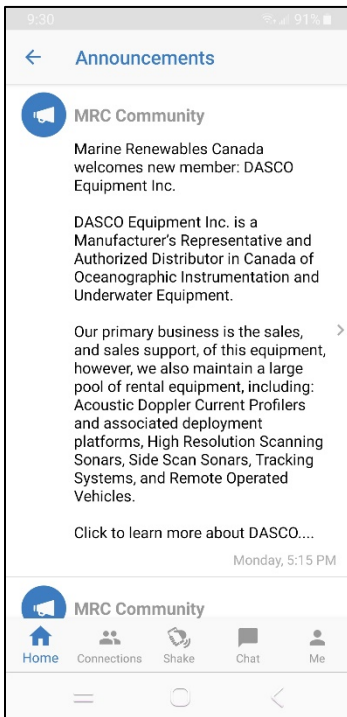 9:30
91%
Announcements
MRC Community
Marine Renewables Canada
welcomes new member: DASCO
Equipment Inc.
DASCO Equipment Inc. is a
Manufacturer's Representative and
Authorized Distributor in Canada of
Oceanographic Instrumentation and
Underwater Equipment.
Our primary business is the sales,
and sales support, of this equipment,
however, we also maintain a large
pool of rental equipment, including:
Acoustic Doppler Current Profilers
and associated deployment
platforms, High Resolution Scanning
Sonars, Side Scan Sonars, Tracking
Systems, and Remote Operated
Vehicles.
Click to learn more about DASCO....
Monday, 5:15 PM
MRC Community
Home Connections Shake Chat Me